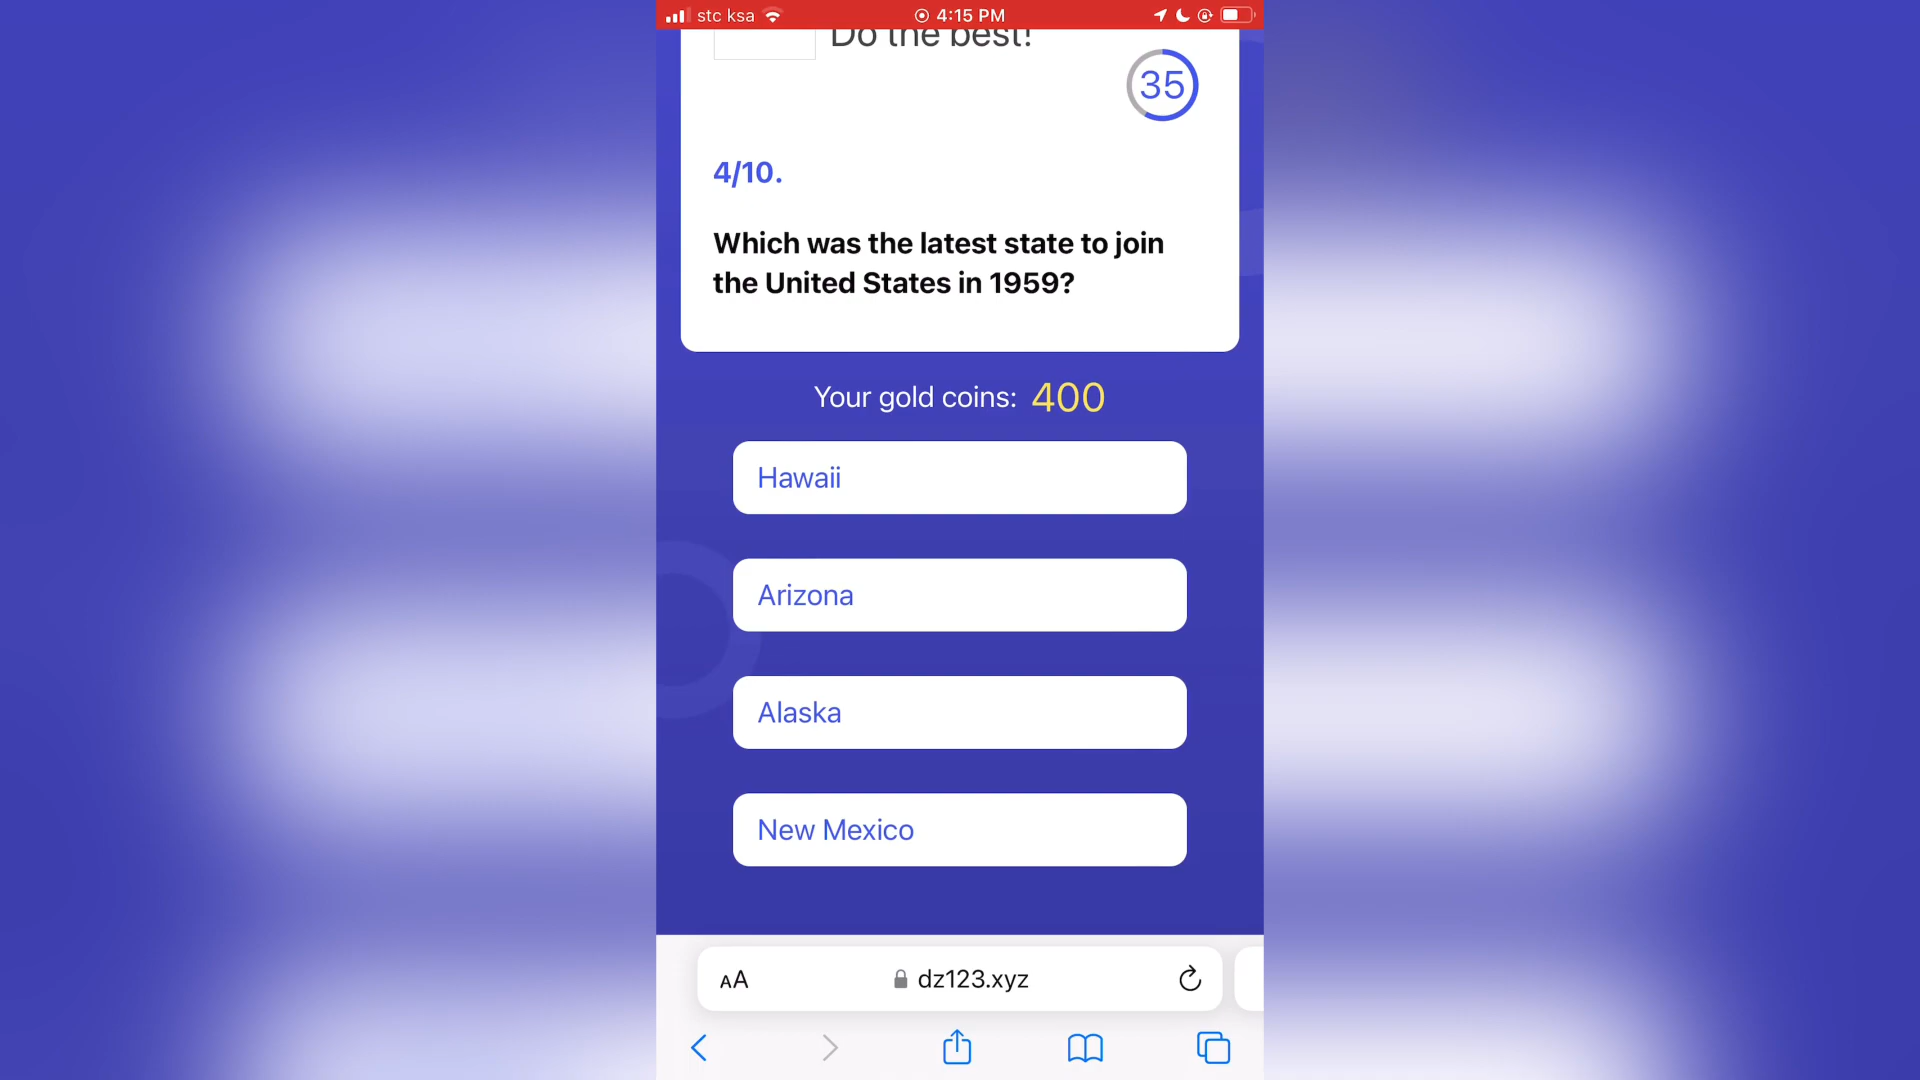 stc ksa
4:15 PM
Do the best!
35
4/10.
Which was the latest state to join
the United States in 1959?
Your gold coins: 400
Hawaii
Arizona
Alaska
New Mexico
AA
dz123.xyz